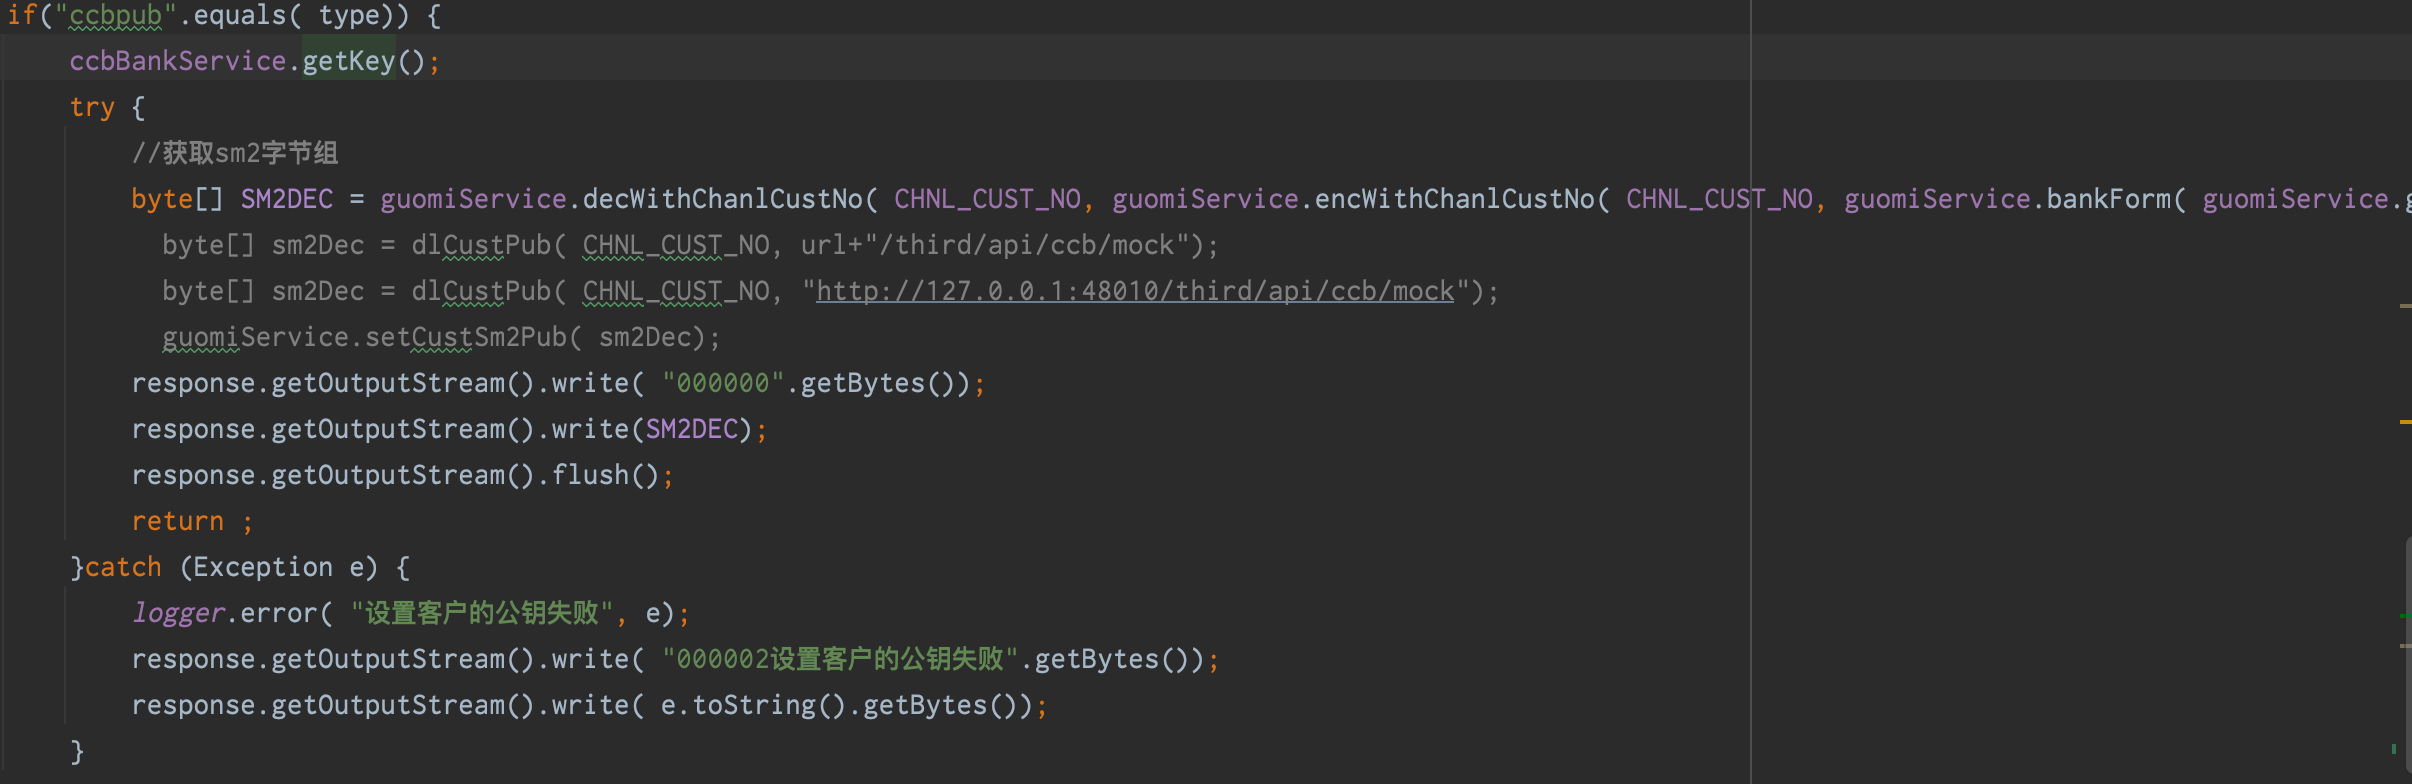 if("ccbpub".equals( type)) {
ccbBankService.getKey();
try {
//获取sm2字节组
byte[] SM2DEC = guomiService.decWithChanlCustNo( CHNL_CUST_NO, guomiService.encWithChanlCustNo( CHNL_CUST_NO, guomiService.bankForm( guomiService.g
byte[] sm2Dec = dlCustPub( CHNL_CUST_NO, url+"/third/api/ccb/mock");
byte[] sm2Dec = dlCustPub( CHNL_CUST_NO, "http://127.0.0.1:48010/third/api/ccb/mock");
guomiService.setCustSm2Pub( sm2Dec);
response.getOutputStream().write( "000000".getBytes());
response.getOutputStream().write(SM2DEC);
response.getOutputStream().flush();
return ;
}catch (Exception e) {
logger.error( "设置客户的公钥失败", e);
response.getOutputStream().write( "000002设置客户的公钥失败".getBytes());
response.getOutputStream().write( e.toString().getBytes());
}